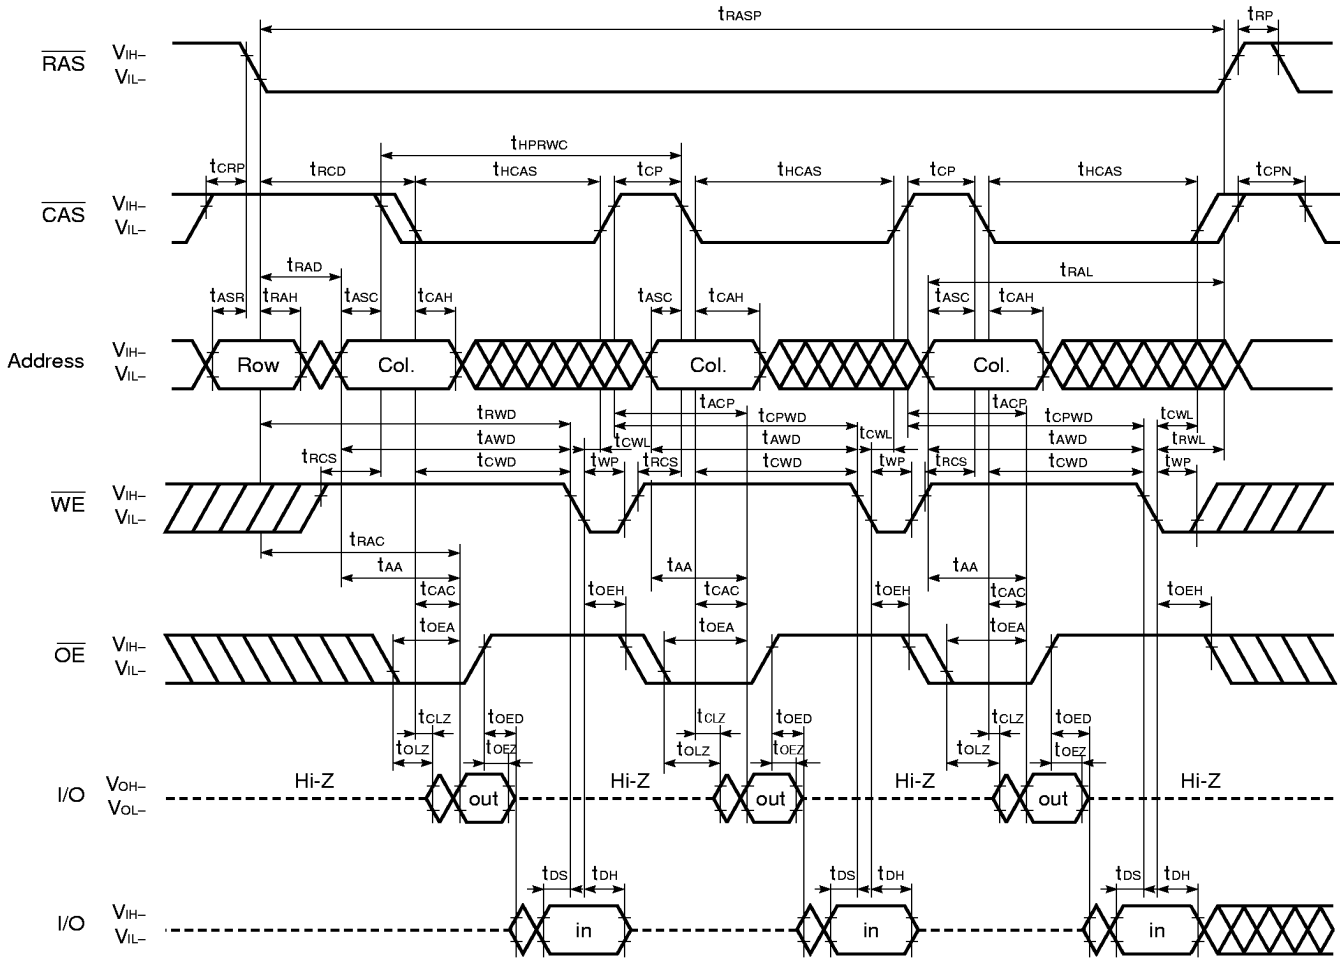 tRASP tRP
RAS VIH–
VIL–
tHPRWC
tCRP tRCD tHCAS tCP tHCAS tCP tHCAS tCPN
CAS VIH–
VIL–
tRAD tRAL
tASR tRAH tASC tCAH tASC tCAH tASC tCAH
Address VIH–
VIL–
Row Col. Col. Col.
tACP tACP
tRWD tCPWD tCPWD tCWL
tAWD tCWL tAWD tCWL tAWD tRWL
tRCS tCWD tWP tRCS tCWD tWP tRCS tCWD tWP
WE VIH–
VIL–
tRAC
tAA tAA tAA
tCAC tOEH tCAC tOEH tCAC tOEH
tOEA tOEA tOEA
OE VIH–
VIL–
tCLZ tOED tCLZ tOED tCLZ tOED
tOLZ tOEZ tOLZ tOEZ tOLZ tOEZ
I/O VOH–
VOL–
Hi-Z out Hi-Z out Hi-Z out Hi-Z
tDS tDH tDS tDH tDS tDH
I/O VIH–
VIL–
in in in